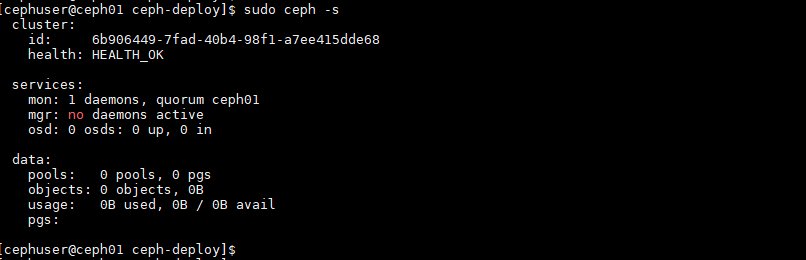 [cephuser@ceph01 ceph-deploy]$ sudo ceph -s
cluster:
id: 6b906449-7fad-40b4-98f1-a7ee415dde68
health: HEALTH_OK
services:
mon: 1 daemons, quorum ceph01
mgr: no daemons active
osd: 0 osds: 0 up, 0 in
data:
pools: 0 pools, 0 pgs
objects: 0 objects, 0B
usage: 0B used, 0B / 0B avail
pgs:
[cephuser@ceph01 ceph-deploy]$